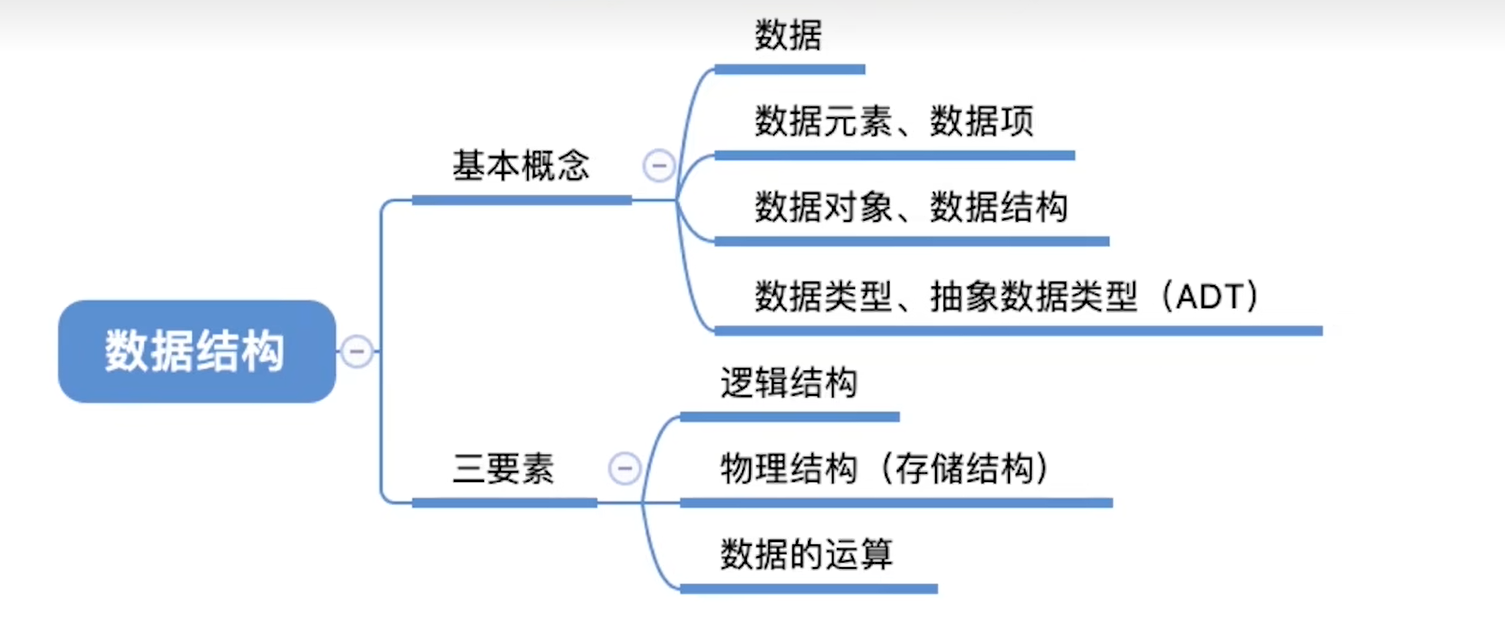 数据结构
基本概念
数据
数据元素、数据项
数据对象、数据结构
数据类型、抽象数据类型（ADT）
三要素
逻辑结构
物理结构（存储结构）
数据的运算